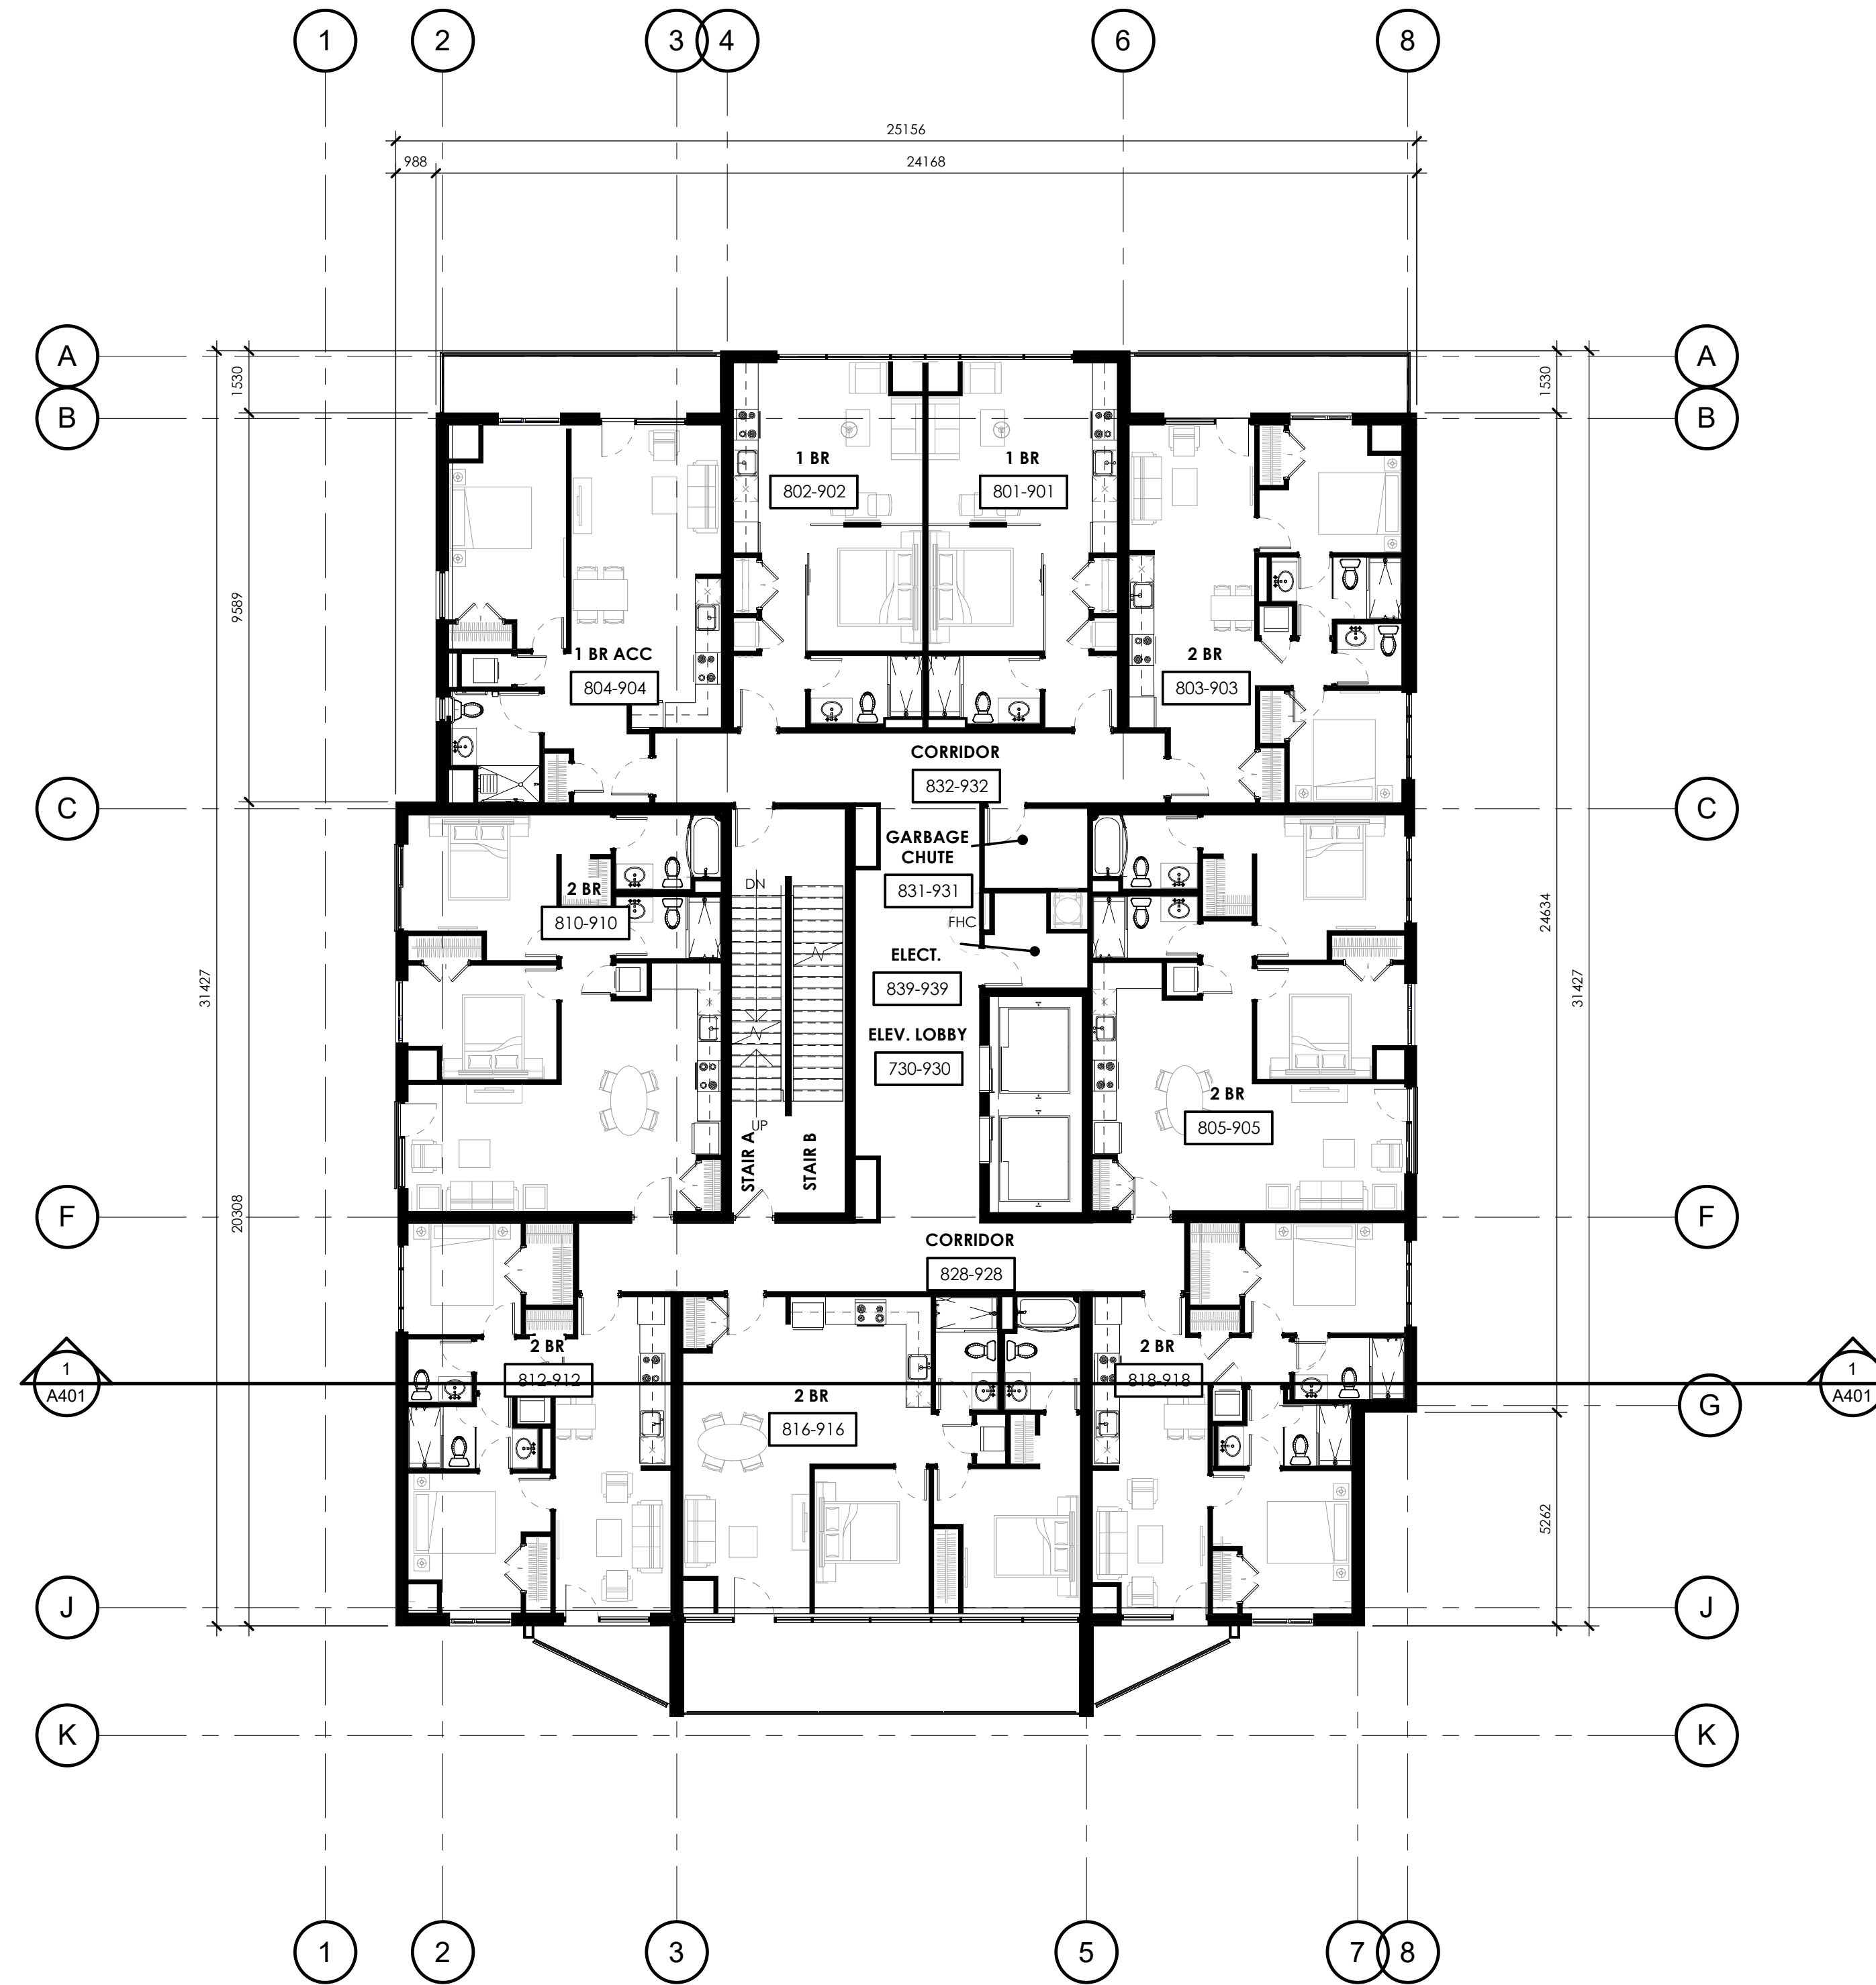 1
2
3
4
6
8
25156
988
24168
A
A
1530
1530
B
B
1 BR
1 BR
802-902
801-901
9589
1 BR ACC
2 BR
804-904
803-903
CORRIDOR
832-932
C
C
GARBAGE
CHUTE
DN
2 BR
831-931
810-910
FHC
24634
ELECT.
31427
839-939
31427
ELEV. LOBBY
730-930
2 BR
805-905
UP
STAIR A
STAIR B
20308
F
F
CORRIDOR
828-928
2 BR
2 BR
1
A401
812-912
818-918
1
A401
2 BR
G
816-916
5262
J
J
K
K
1
2
3
5
7
8